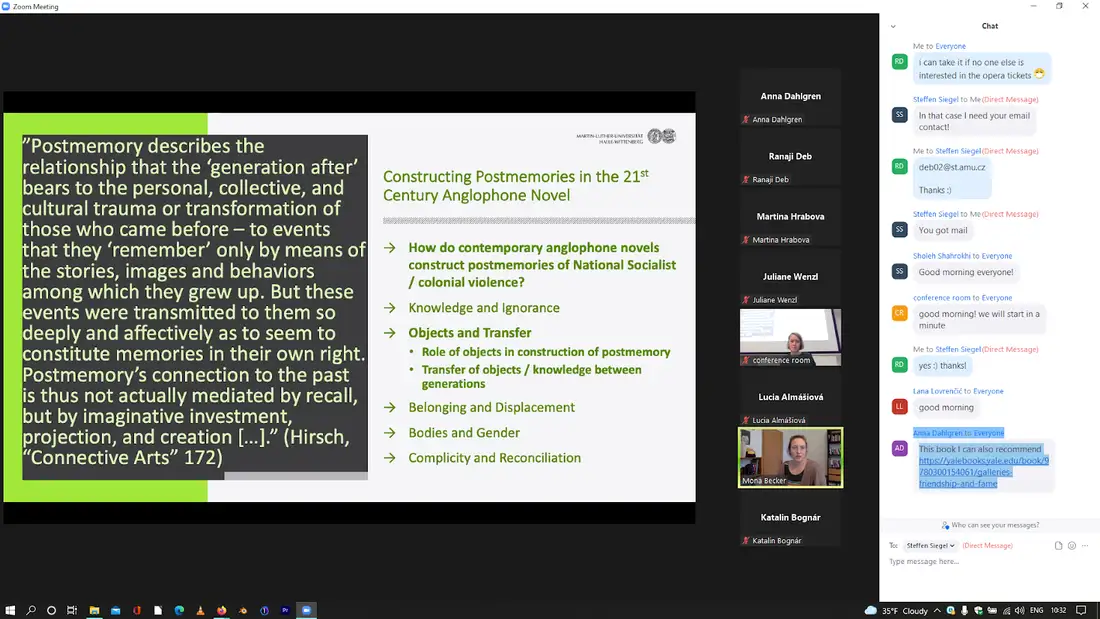 Zoom Meeting
”Postmemory describes the
relationship that the ‘generation after’
bears to the personal, collective, and
cultural trauma or transformation of
those who came before – to events
that they ‘remember’ only by means of
the stories, images and behaviors
among which they grew up. But these
events were transmitted to them so
deeply and affectively as to seem to
constitute memories in their own right.
Postmemory’s connection to the past
is thus not actually mediated by recall,
but by imaginative investment,
projection, and creation [...].” (Hirsch,
“Connective Arts” 172)
MARTIN-LUTHER-UNIVERSITÄT
HALLE-WITTENBERG
Constructing Postmemories in the 21st
Century Anglophone Novel
How do contemporary anglophone novels
construct postmemories of National Socialist
/ colonial violence?
Knowledge and Ignorance
Objects and Transfer
• Role of objects in construction of postmemory
• Transfer of objects / knowledge between
generations
Belonging and Displacement
Bodies and Gender
Complicity and Reconciliation
Anna Dahlgren
Anna Dahlgren
Ranaji Deb
Ranaji Deb
Martina Hrabova
Martina Hrabova
Juliane Wenzl
Juliane Wenzl
conference room
Lucia Almášiová
Lucia Almášiová
Mona Becker
Katalin Bognár
Katalin Bognár
Chat
Me to Everyone
RD
i can take it if no one else is
interested in the opera tickets
Steffen Siegel to Me (Direct Message)
SS
In that case I need your email
contact!
Me to Steffen Siegel (Direct Message)
RD
deb02@st.amu.cz
Thanks :)
Steffen Siegel to Me (Direct Message)
SS
You got mail
Sholeh Shahrokhi to Everyone
SS
Good morning everyone!
conference room to Everyone
CR
good morning! we will start in a
minute
Me to Steffen Siegel (Direct Message)
RD
yes :) thanks!
Lana Lovrenčić to Everyone
LL
good morning
Anna Dahlgren to Everyone
AD
This book I can also recommend
https://yalebooks.yale.edu/book/9
780300154061/galleries-
friendship-and-fame
Who can see your messages?
To: Steffen Siegel (Direct Message)
Type message here...
35°F Cloudy
ENG
10:32